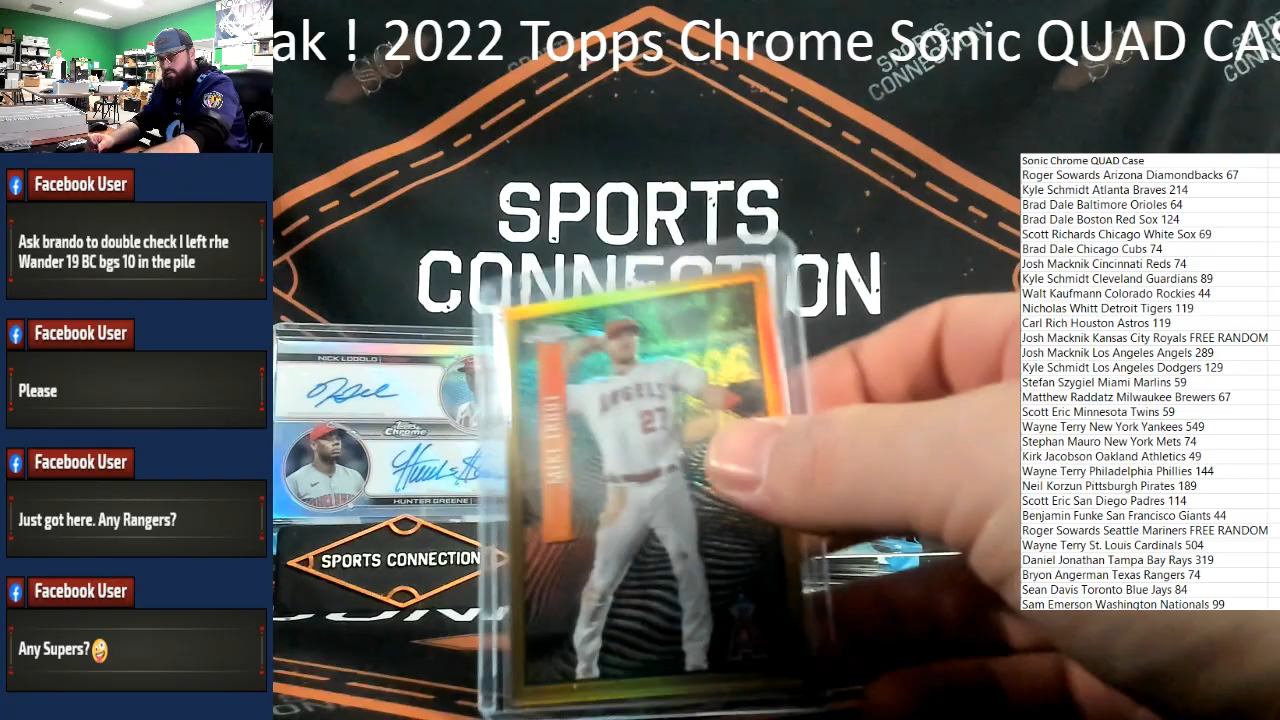 ak ! 2022 Topps Chrome Sonic QUAD CAS
SPORTS
CONNECTION
SPORTS
CONNECTION
Facebook User
Ask brando to double check I left rhe
Wander 19 BC bgs 10 in the pile
Facebook User
Please
Facebook User
Just got here. Any Rangers?
Facebook User
Any Supers?
SPORTS
CONNECTION
NICK LODOLO
Topps
Chrome
HUNTER GREENE
MIKE TROUT
ANGELS
27
SPORTS CONNECTION
Sonic Chrome QUAD Case
Roger Sowards Arizona Diamondbacks 67
Kyle Schmidt Atlanta Braves 214
Brad Dale Baltimore Orioles 64
Brad Dale Boston Red Sox 124
Scott Richards Chicago White Sox 69
Brad Dale Chicago Cubs 74
Josh Macknik Cincinnati Reds 74
Kyle Schmidt Cleveland Guardians 89
Walt Kaufmann Colorado Rockies 44
Nicholas Whitt Detroit Tigers 119
Carl Rich Houston Astros 119
Josh Macknik Kansas City Royals FREE RANDOM
Josh Macknik Los Angeles Angels 289
Kyle Schmidt Los Angeles Dodgers 129
Stefan Szygiel Miami Marlins 59
Matthew Raddatz Milwaukee Brewers 67
Scott Eric Minnesota Twins 59
Wayne Terry New York Yankees 549
Stephan Mauro New York Mets 74
Kirk Jacobson Oakland Athletics 49
Wayne Terry Philadelphia Phillies 144
Neil Korzun Pittsburgh Pirates 189
Scott Eric San Diego Padres 114
Benjamin Funke San Francisco Giants 44
Roger Sowards Seattle Mariners FREE RANDOM
Wayne Terry St. Louis Cardinals 504
Daniel Jonathan Tampa Bay Rays 319
Bryon Angerman Texas Rangers 74
Sean Davis Toronto Blue Jays 84
Sam Emerson Washington Nationals 99